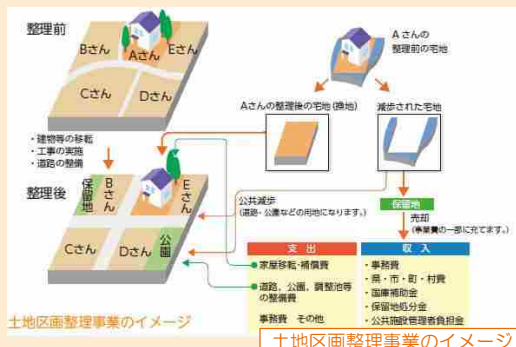 整理前
Bさん
Aさん
Eさん
Cさん
Dさん
・建物等の移転
・工事の実施
・道路の整備
整理後
保留地
Bさん
Eさん
Cさん
Dさん
公園
土地区画整理事業のイメージ
Aさんの
整理前の宅地
Aさんの整理後の宅地(換地)
減歩された宅地
公共減歩
(道路・公園などの用地になります。)
保留地
売却
(事業費の一部に充てます。)
支出
家屋移転・補償費
道路、公園、調整池等
の整備費
事務費 その他
収入
・事務費
・県・市・町・村費
・国庫補助金
・保留地処分金
・公共施設管理者負担金
土地区画整理事業のイメージ